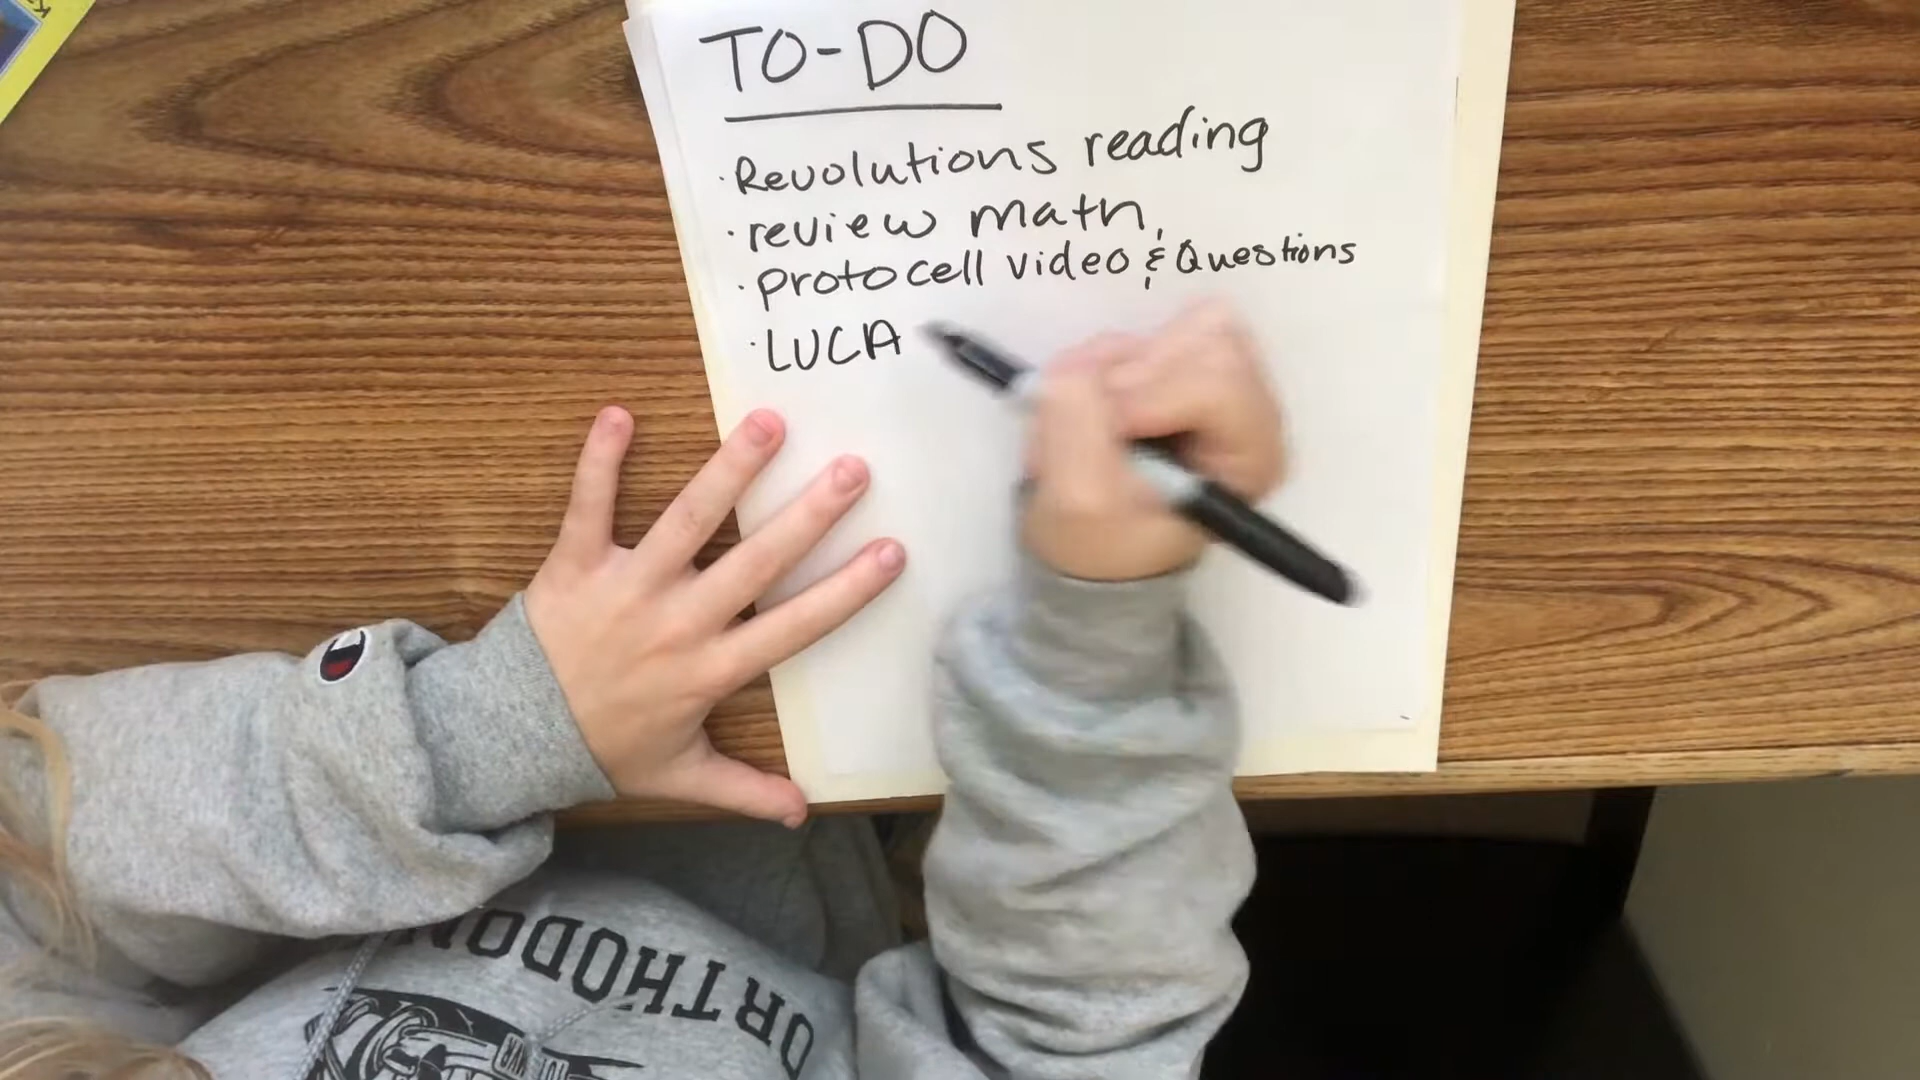 TO-DO
· Revolutions reading
· review math,
· protocell video & Questions
· LUCA
ORTHODON